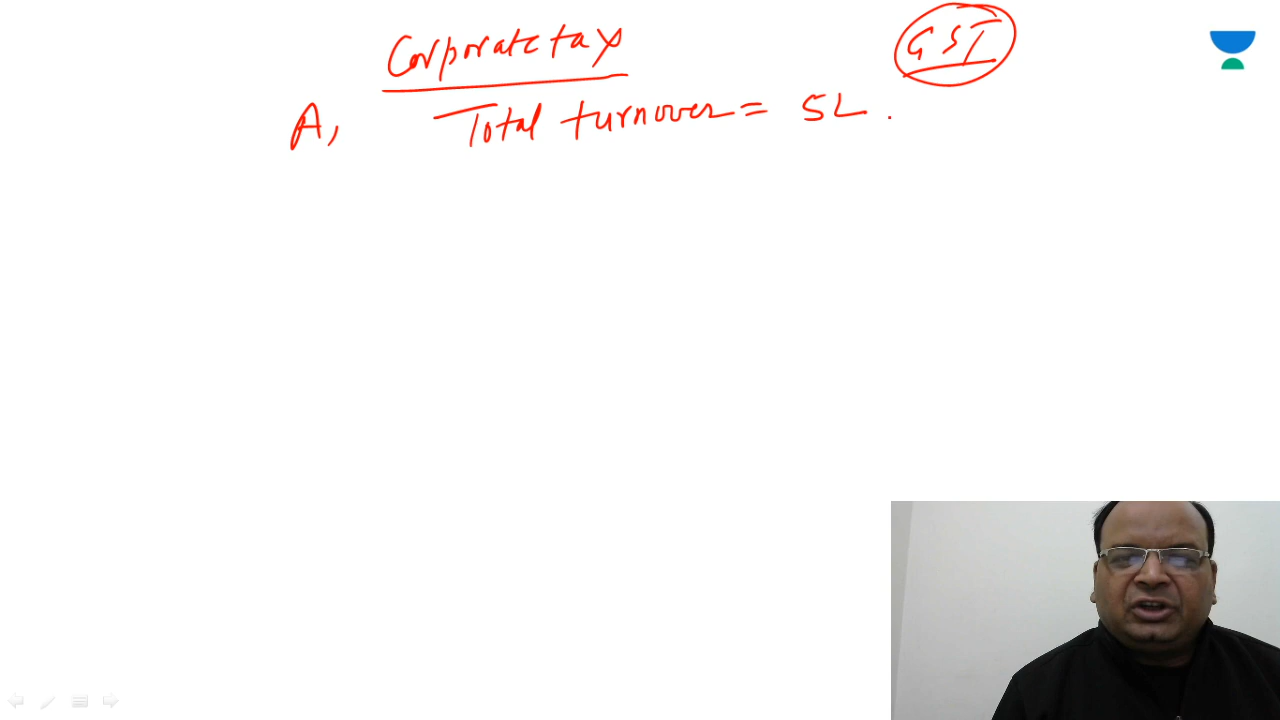 Corporate tax
GST
A, Total turnover = 5L.